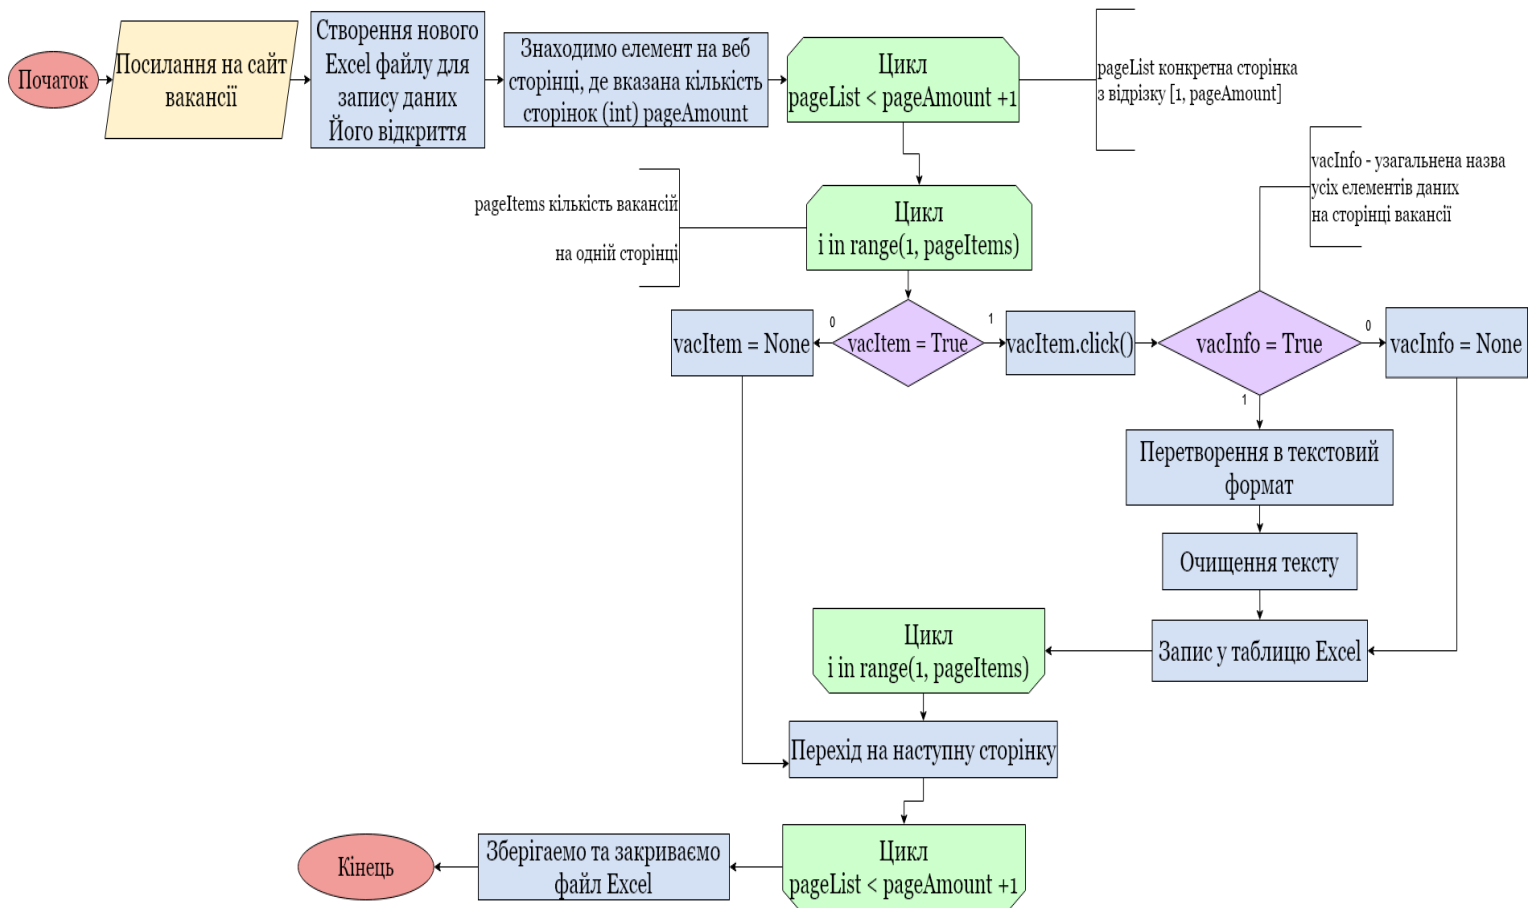 Початок
Посилання на сайт
вакансії
Створення нового
Excel файлу для
запису даних
Його відкриття
Знаходимо елемент на веб
сторінці, де вказана кількість
сторінок (int) pageAmount
Цикл
pageList < pageAmount +1
pageList конкретна сторінка
з відрізку [1, pageAmount]
pageItems кількість вакансій
на одній сторінці
Цикл
i in range(1, pageItems)
vacInfo - узагальнена назва
усіх елементів даних
на сторінці вакансії
vacItem = None
0
vacItem = True
1
vacItem.click()
vacInfo = True
0
vacInfo = None
1
Перетворення в текстовий
формат
Очищення тексту
Запис у таблицю Excel
Цикл
i in range(1, pageItems)
Перехід на наступну сторінку
Цикл
pageList < pageAmount +1
Зберігаемо та закриваємо
файл Excel
Кінець